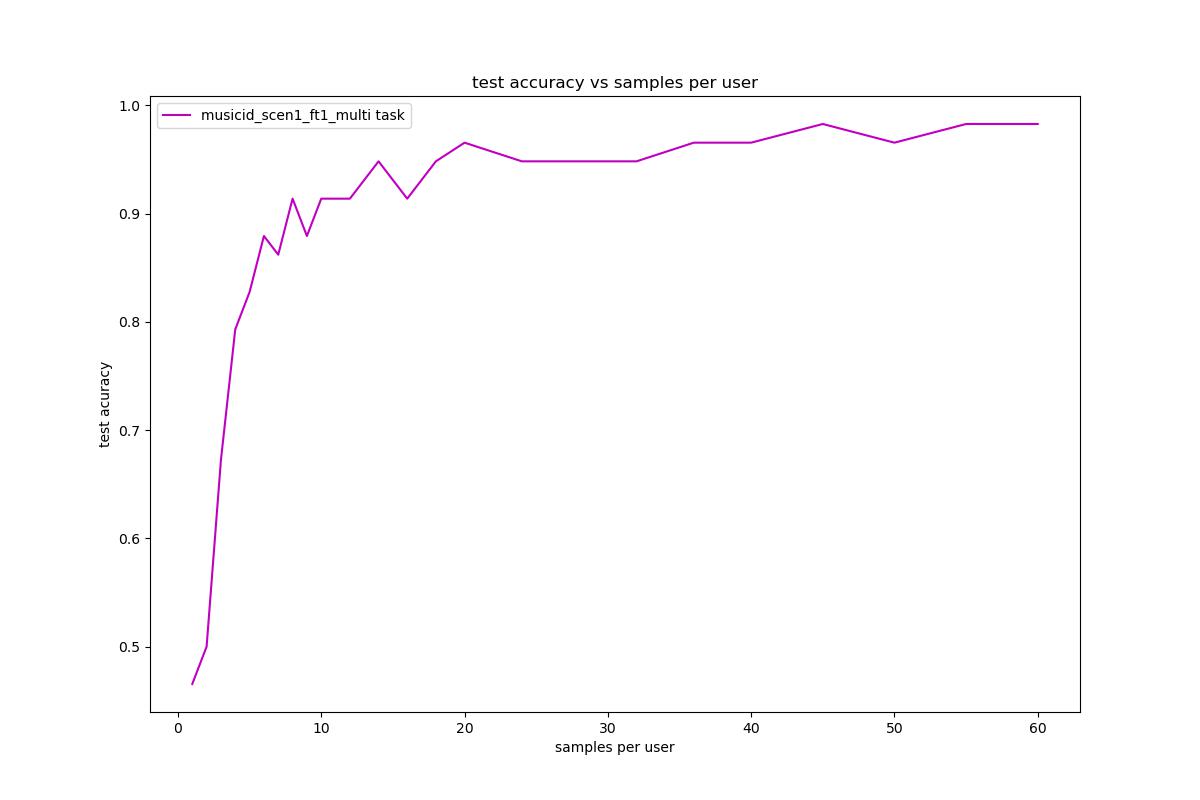 test accuracy vs samples per user
musicid_scen1_ft1_multi task
1.0
0.9
0.8
0.7
0.6
0.5
test acuracy
0 10 20 30 40 50 60
samples per user